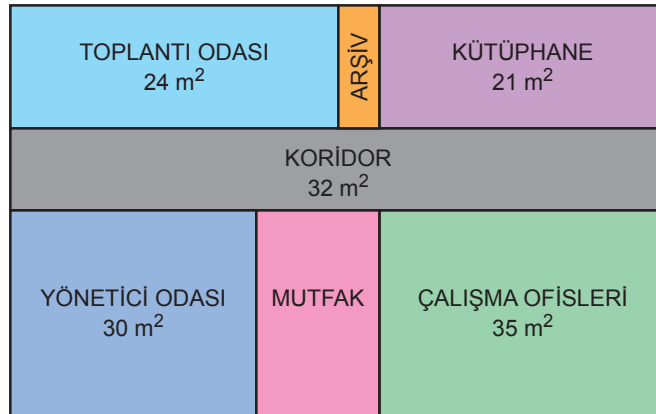 TOPLANTI ODASI
24 m²
ARŞİV
KÜTÜPHANE
21 m²
KORİDOR
32 m²
YÖNETİCİ ODASI
30 m²
MUTFAK
ÇALIŞMA OFİSLERİ
35 m²